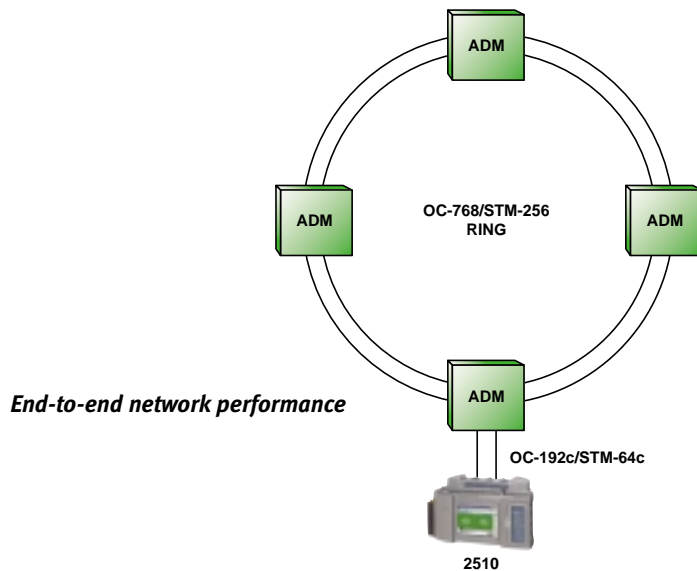 ADM
ADM
OC-768/STM-256
RING
ADM
End-to-end network performance
ADM
OC-192c/STM-64c
2510